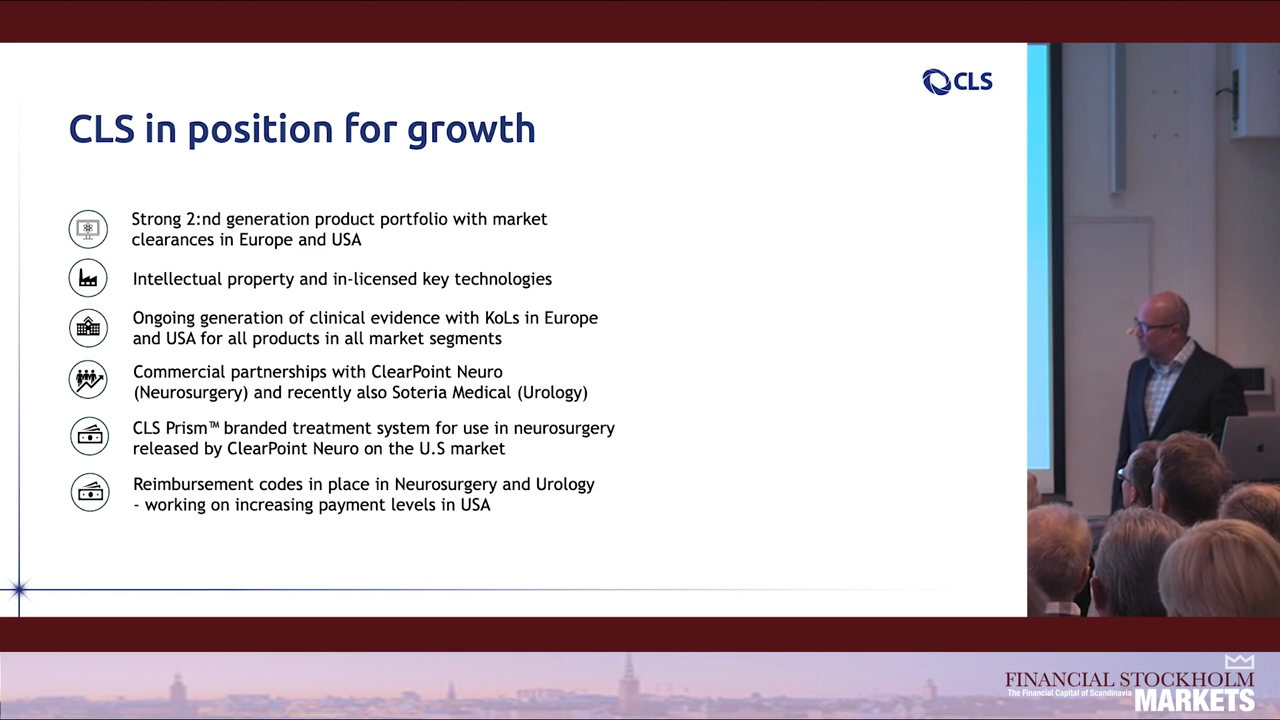 CLS
CLS in position for growth
Strong 2:nd generation product portfolio with market
clearances in Europe and USA
Intellectual property and in-licensed key technologies
Ongoing generation of clinical evidence with KoLs in Europe
and USA for all products in all market segments
Commercial partnerships with ClearPoint Neuro
(Neurosurgery) and recently also Soteria Medical (Urology)
CLS Prism™ branded treatment system for use in neurosurgery
released by ClearPoint Neuro on the U.S market
Reimbursement codes in place in Neurosurgery and Urology
- working on increasing payment levels in USA
FINANCIAL STOCKHOLM
The Financial Capital of Scandinavia
MARKETS